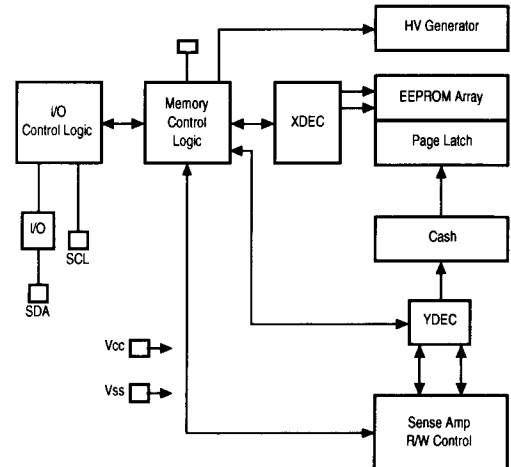 HV Generator
I/O
Control Logic
Memory
Control
Logic
XDEC
EEPROM Array
Page Latch
I/O
SCL
SDA
Cash
YDEC
Vcc
Vss
Sense Amp
R/W Control